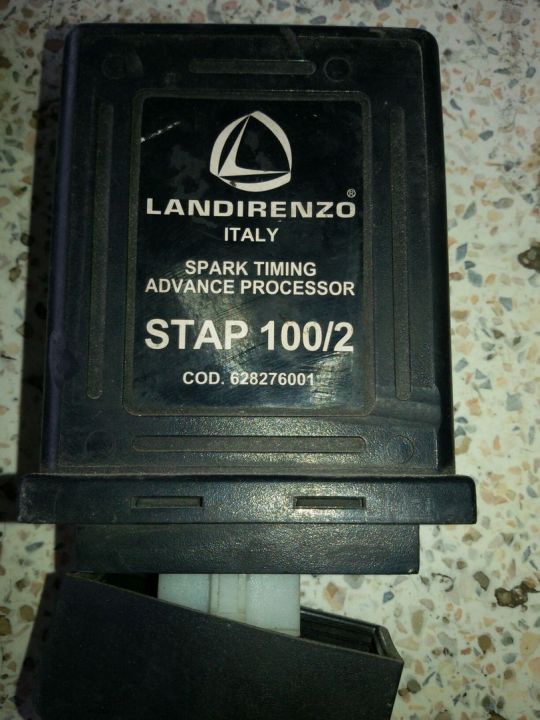 LANDIRENZO®
ITALY
SPARK TIMING
ADVANCE PROCESSOR
STAP 100/2
COD. 628276001